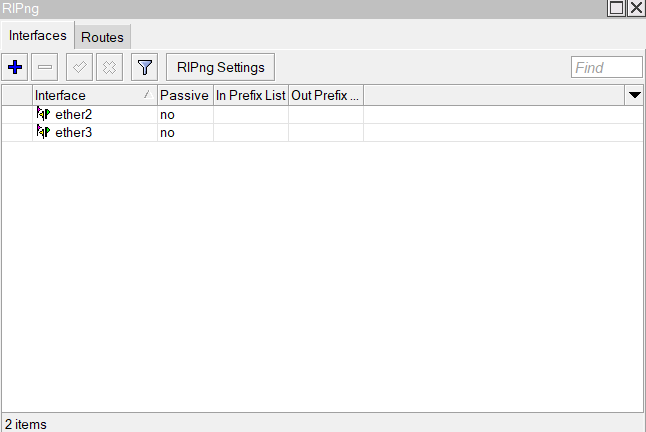 RIPng
Interfaces Routes
RIPng Settings Find
Interface Passive In Prefix List Out Prefix ...
ether2 no
ether3 no
2 items